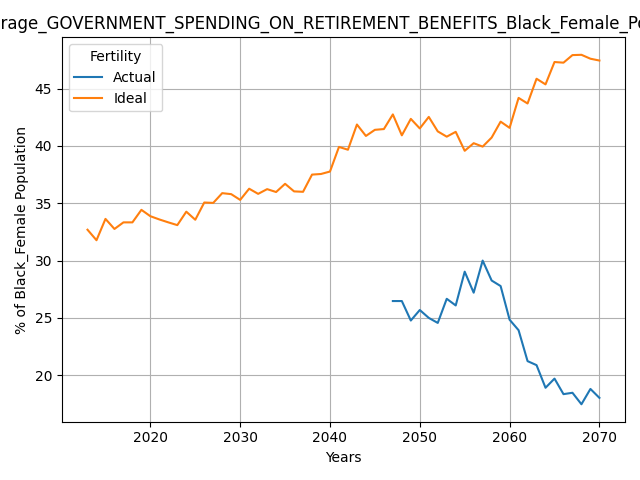 rage_GOVERNMENT_SPENDING_ON_RETIREMENT_BENEFITS_Black_Female_Po
Fertility
Actual
Ideal
% of Black_Female Population
45
40
35
30
25
20
2020 2030 2040 2050 2060 2070
Years